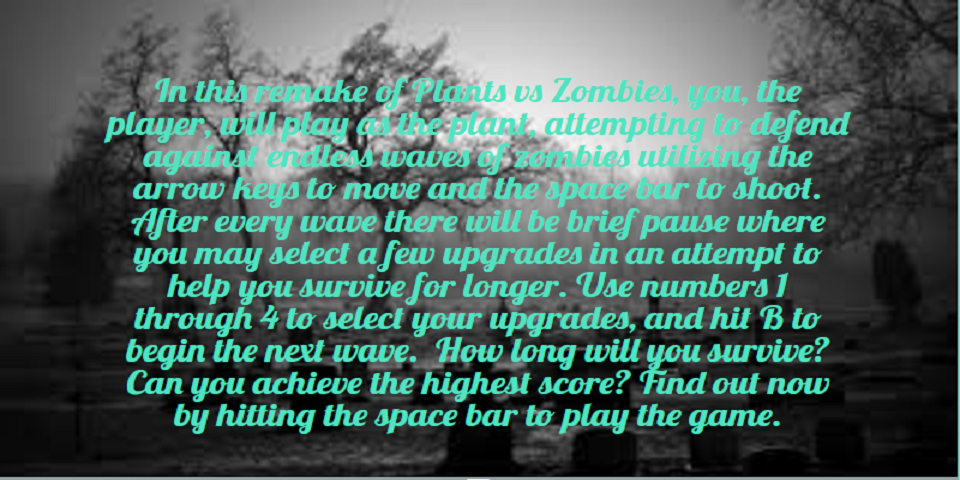 In this remake of Plants vs Zombies, you, the
player, will play as the plant, attempting to defend
against endless waves of zombies utilizing the
arrow keys to move and the space bar to shoot.
After every wave there will be brief pause where
you may select a few upgrades in an attempt to
help you survive for longer. Use numbers 1
through 4 to select your upgrades, and hit B to
begin the next wave.  How long will you survive?
Can you achieve the highest score? Find out now
by hitting the space bar to play the game.